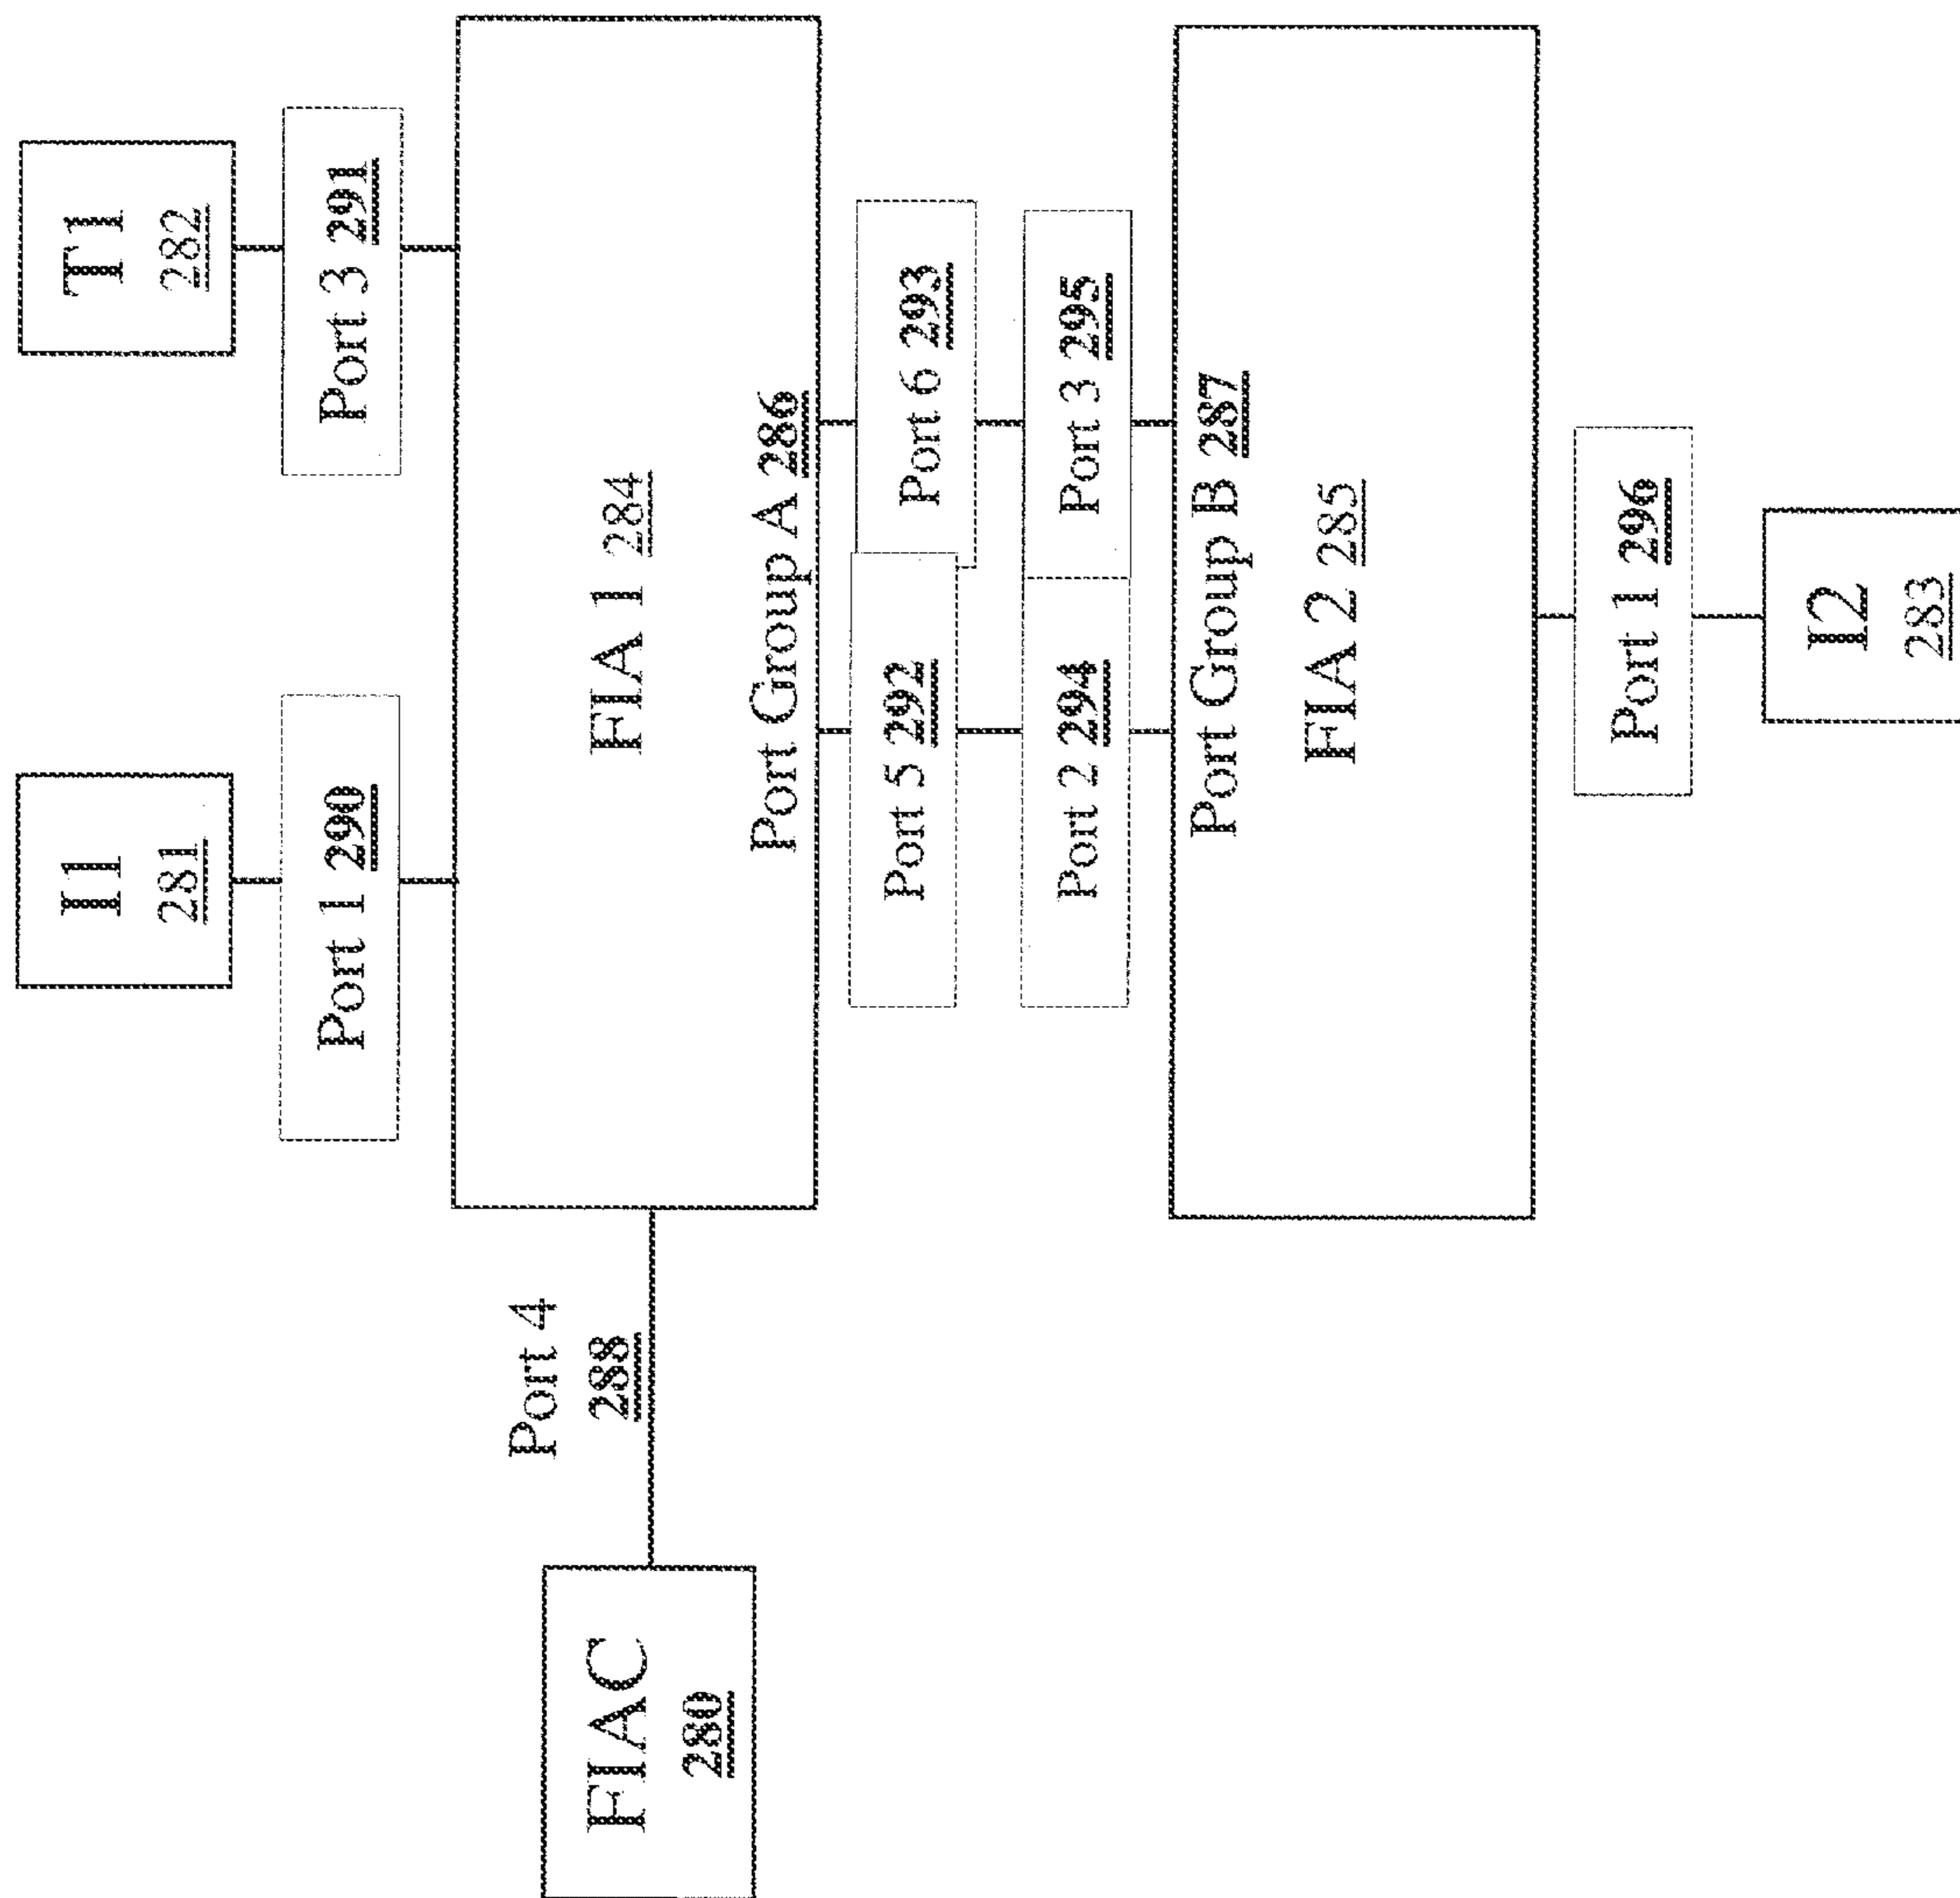 I1
281
T1
282
Port 1 290
Port 3 291
Port 4
288
FIAC
280
FIA 1 284
Port Group A 286
Port 5 292
Port 6 293
Port 2 294
Port 3 295
Port Group B 287
FIA 2 285
Port 1 296
I2
283